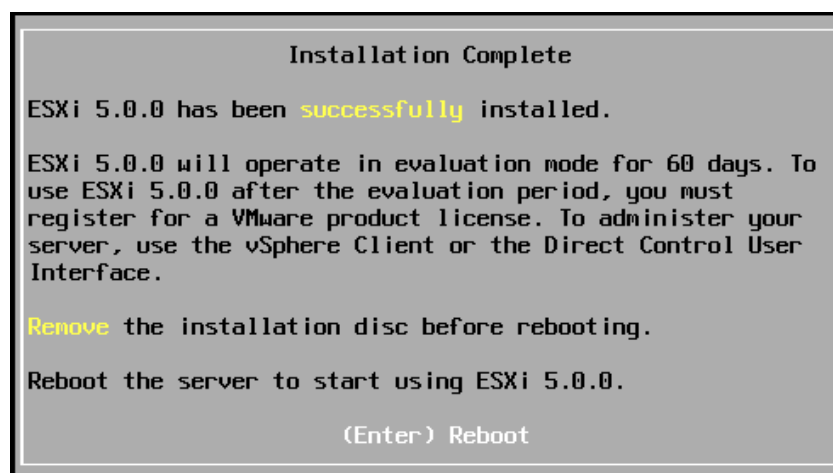 Installation Complete
ESXi 5.0.0 has been successfully installed.
ESXi 5.0.0 will operate in evaluation mode for 60 days. To
use ESXi 5.0.0 after the evaluation period, you must
register for a VMware product license. To administer your
server, use the vSphere Client or the Direct Control User
Interface.
Remove the installation disc before rebooting.
Reboot the server to start using ESXi 5.0.0.
(Enter) Reboot